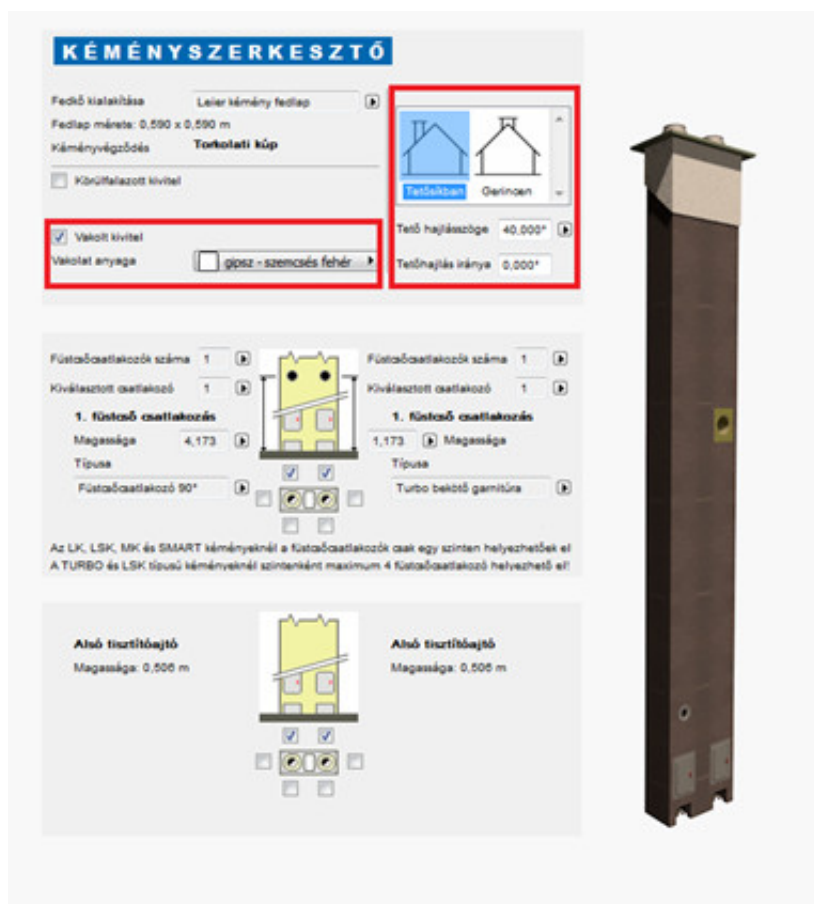 KÉMÉNYSZERKESZTŐ
Fedkő kialakítása Leier kémény fedlap
Fedlap mérete: 0,590 x 0,590 m
Kéményvégződés Torkolati kúp
Körülfalazott kivitel
Vakolt kivitel
Vakolat anyaga gipsz - szemcsés fehér
Tetősíkban Gerincen
Tető hajlásszöge 40,000°
Tetőhajlás iránya 0,000°
Füstcsőcsatlakozók száma 1
Kiválasztott csatlakozó 1
1. füstcső csatlakozás
Magassága 4,173
Típusa
Füstcsőcsatlakozó 90°
Füstcsőcsatlakozók száma 1
Kiválasztott csatlakozó 1
1. füstcső csatlakozás
1,173 Magassága
Típusa
Turbo bekötő garnitúra
Az LK, LSK, MK és SMART kéményeknél a füstcsőcsatlakozók csak egy szinten helyezhetőek el
A TURBO és LSK típusú kéményeknél szintenként maximum 4 füstcsőcsatlakozó helyezhető el!
Alsó tisztítóajtó
Magassága: 0,506 m
Alsó tisztítóajtó
Magassága: 0,506 m